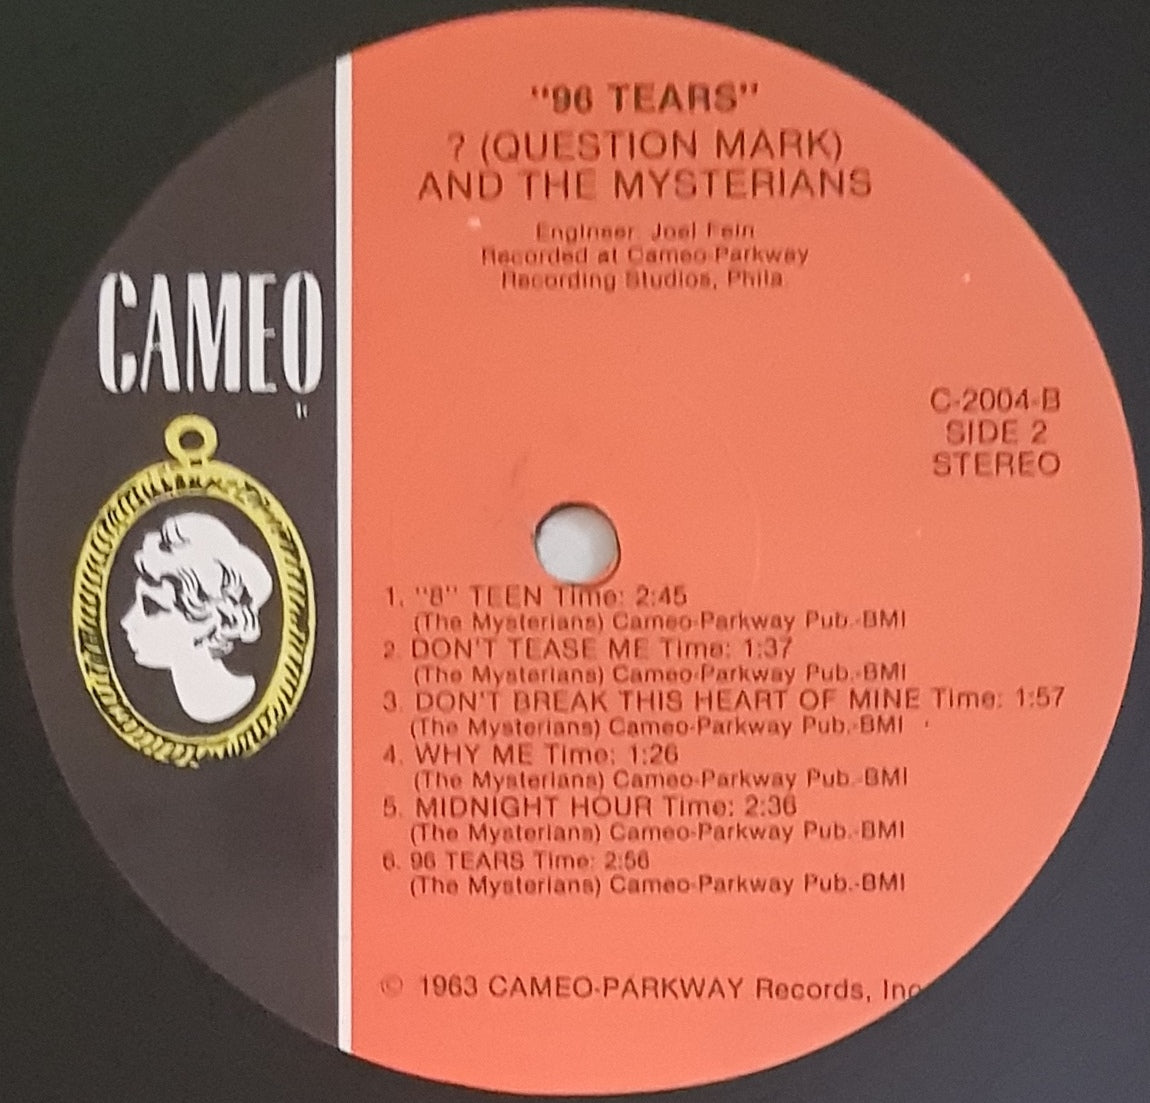 "96 TEARS"
? (QUESTION MARK)
AND THE MYSTERIANS
Engineer: Joel Fein
Recorded at Cameo-Parkway
Recording Studios, Phila.
CAMEO
C-2004-B
SIDE 2
STEREO
1. "8" TEEN Time: 2:45
(The Mysterians) Cameo-Parkway Pub.-BMI
2. DON'T TEASE ME Time: 1:37
(The Mysterians) Cameo-Parkway Pub.-BMI
3. DON'T BREAK THIS HEART OF MINE Time: 1:57
(The Mysterians) Cameo-Parkway Pub.-BMI
4. WHY ME Time: 1:26
(The Mysterians) Cameo-Parkway Pub.-BMI
5. MIDNIGHT HOUR Time: 2:36
(The Mysterians) Cameo-Parkway Pub.-BMI
6. 96 TEARS Time: 2:56
(The Mysterians) Cameo-Parkway Pub.-BMI
© 1963 CAMEO-PARKWAY Records, Inc